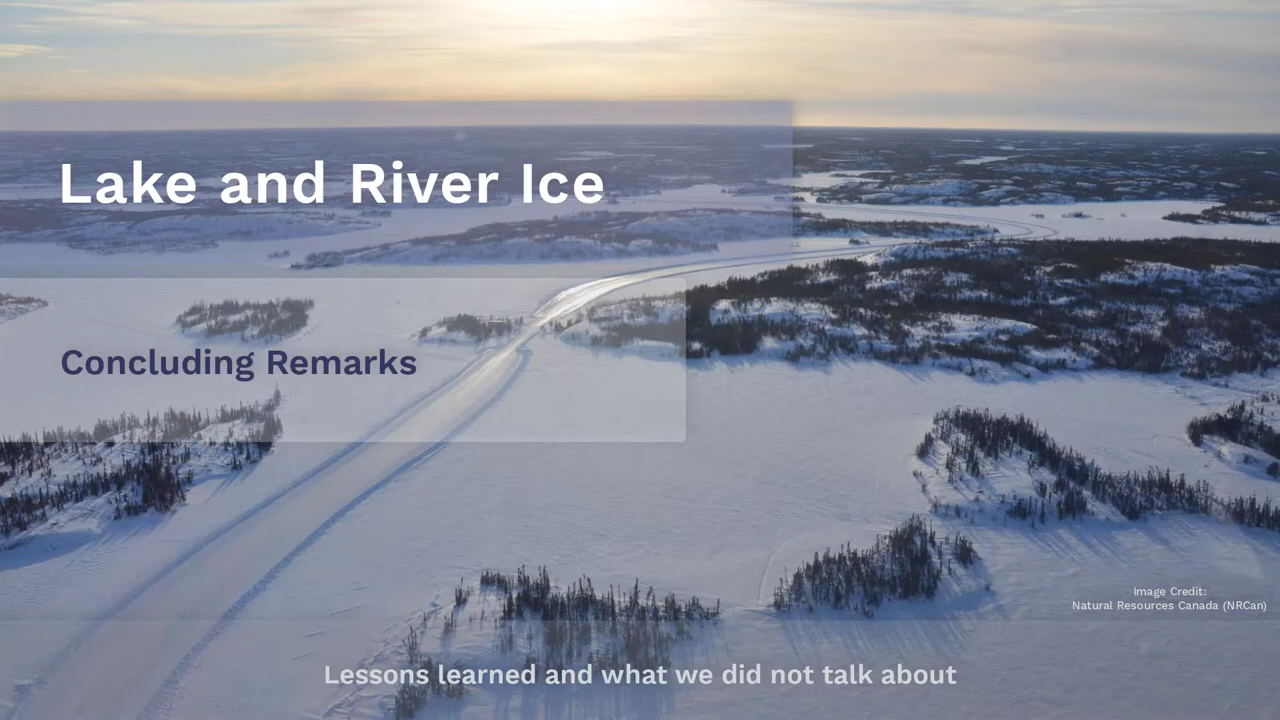 Lake and River Ice
Concluding Remarks
Image Credit:
Natural Resources Canada (NRCan)
Lessons learned and what we did not talk about